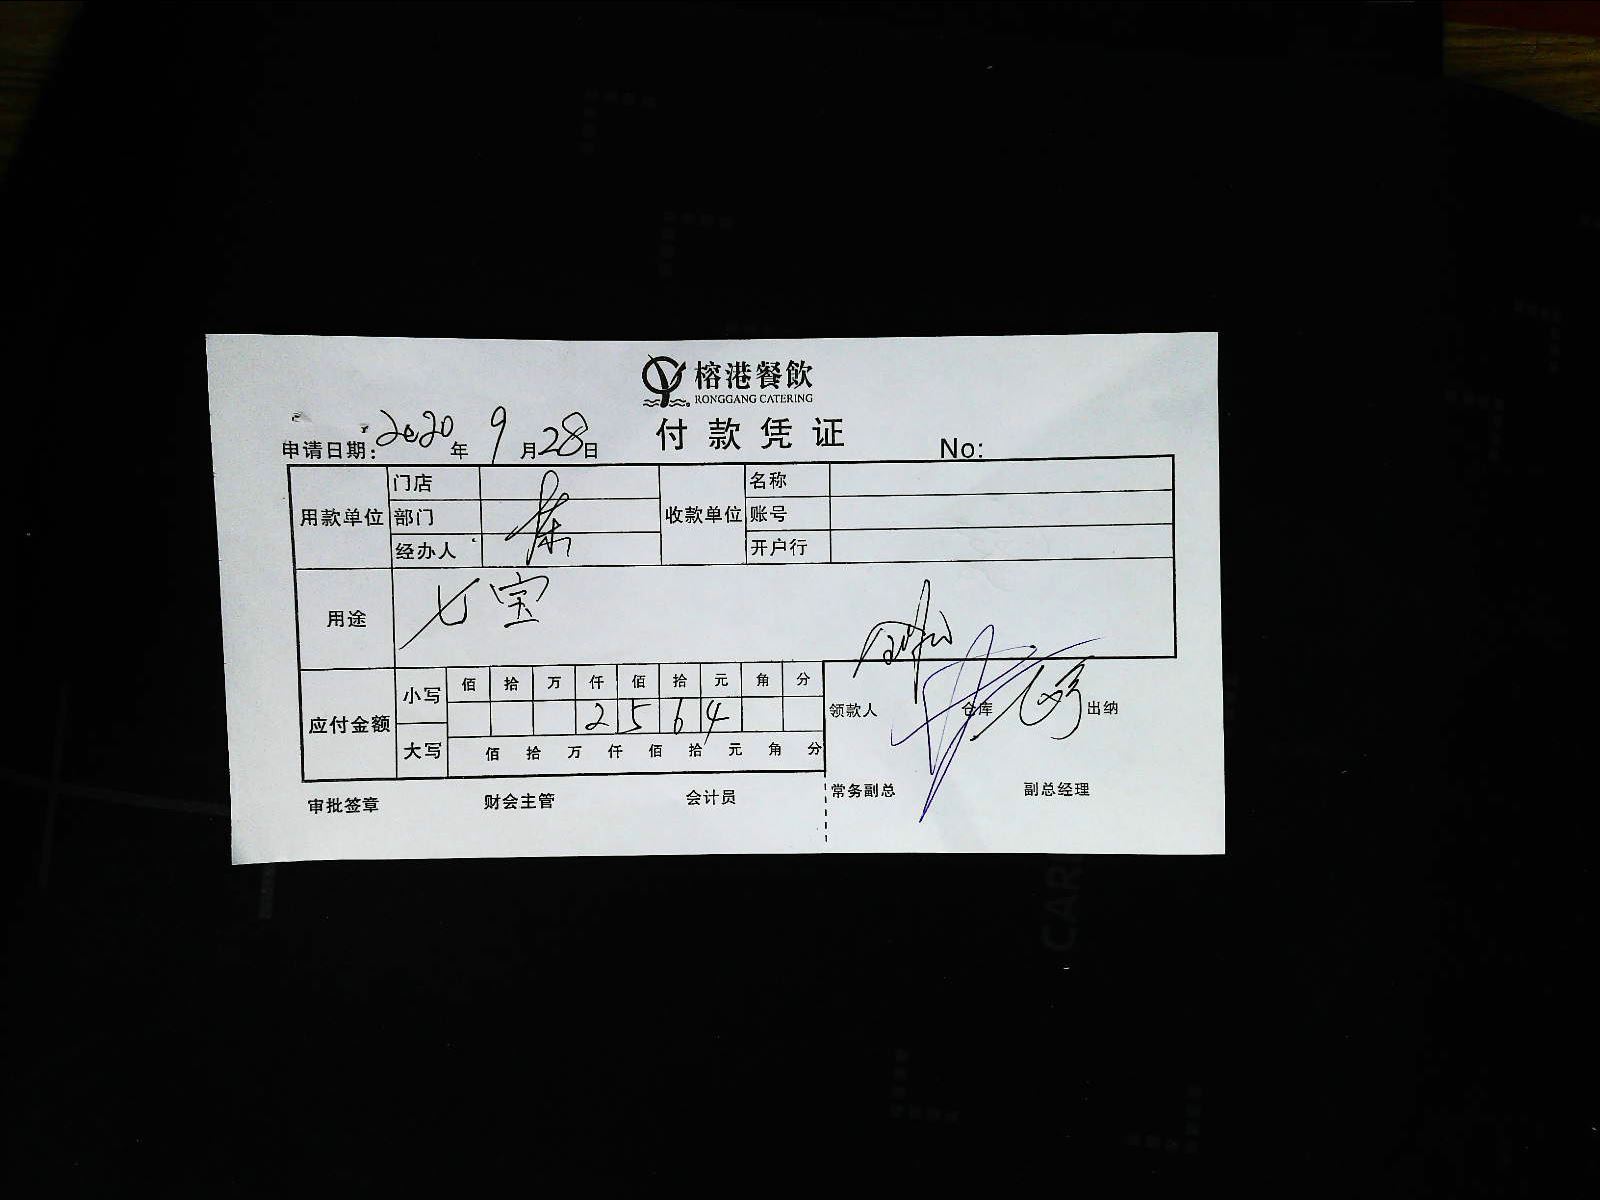 榕港餐飲
RONGGANG CATERING
付款凭证
申请日期：2020年9月28日 No:
用款单位 门店 收款单位 名称
部门 账号
经办人 开户行
用途 七宝
应付金额 小写 佰 拾 万 仟 佰 拾 元 角 分
2 5 6 4
大写 佰 拾 万 仟 佰 拾 元 角 分
领款人 仓库 出纳
审批签章 财会主管 会计员 常务副总 副总经理
CAR